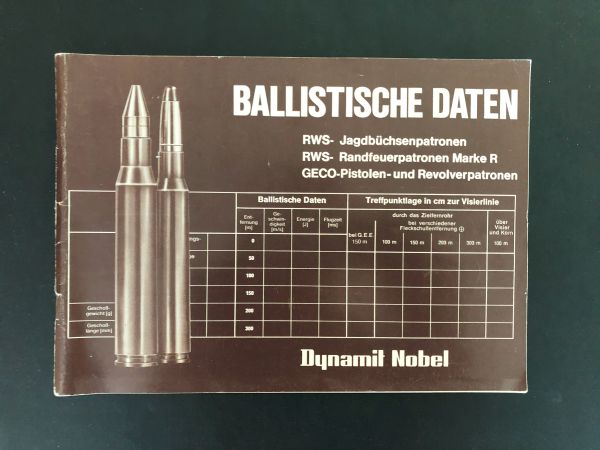 BALLISTISCHE DATEN
RWS- Jagdbüchsenpatronen
RWS- Randfeuerpatronen Marke R
GECO-Pistolen- und Revolverpatronen
Ballistische Daten
Treffpunktlage in cm zur Visierlinie
Ent-
fernung
[m]
Ge-
schwin-
digkeit
[m/s]
Energie
[J]
Flugzeit
[ms]
durch das Zielfernrohr
bei G.E.E.
150 m
bei verschiedener
Fleckschußentfernung ⊕
100 m 150 m 200 m 300 m
über
Visier
und Korn
100 m
ngs-
0
50
100
150
Geschoß-
gewicht [g]
200
Geschoß-
länge [mm]
300
Dynamit Nobel